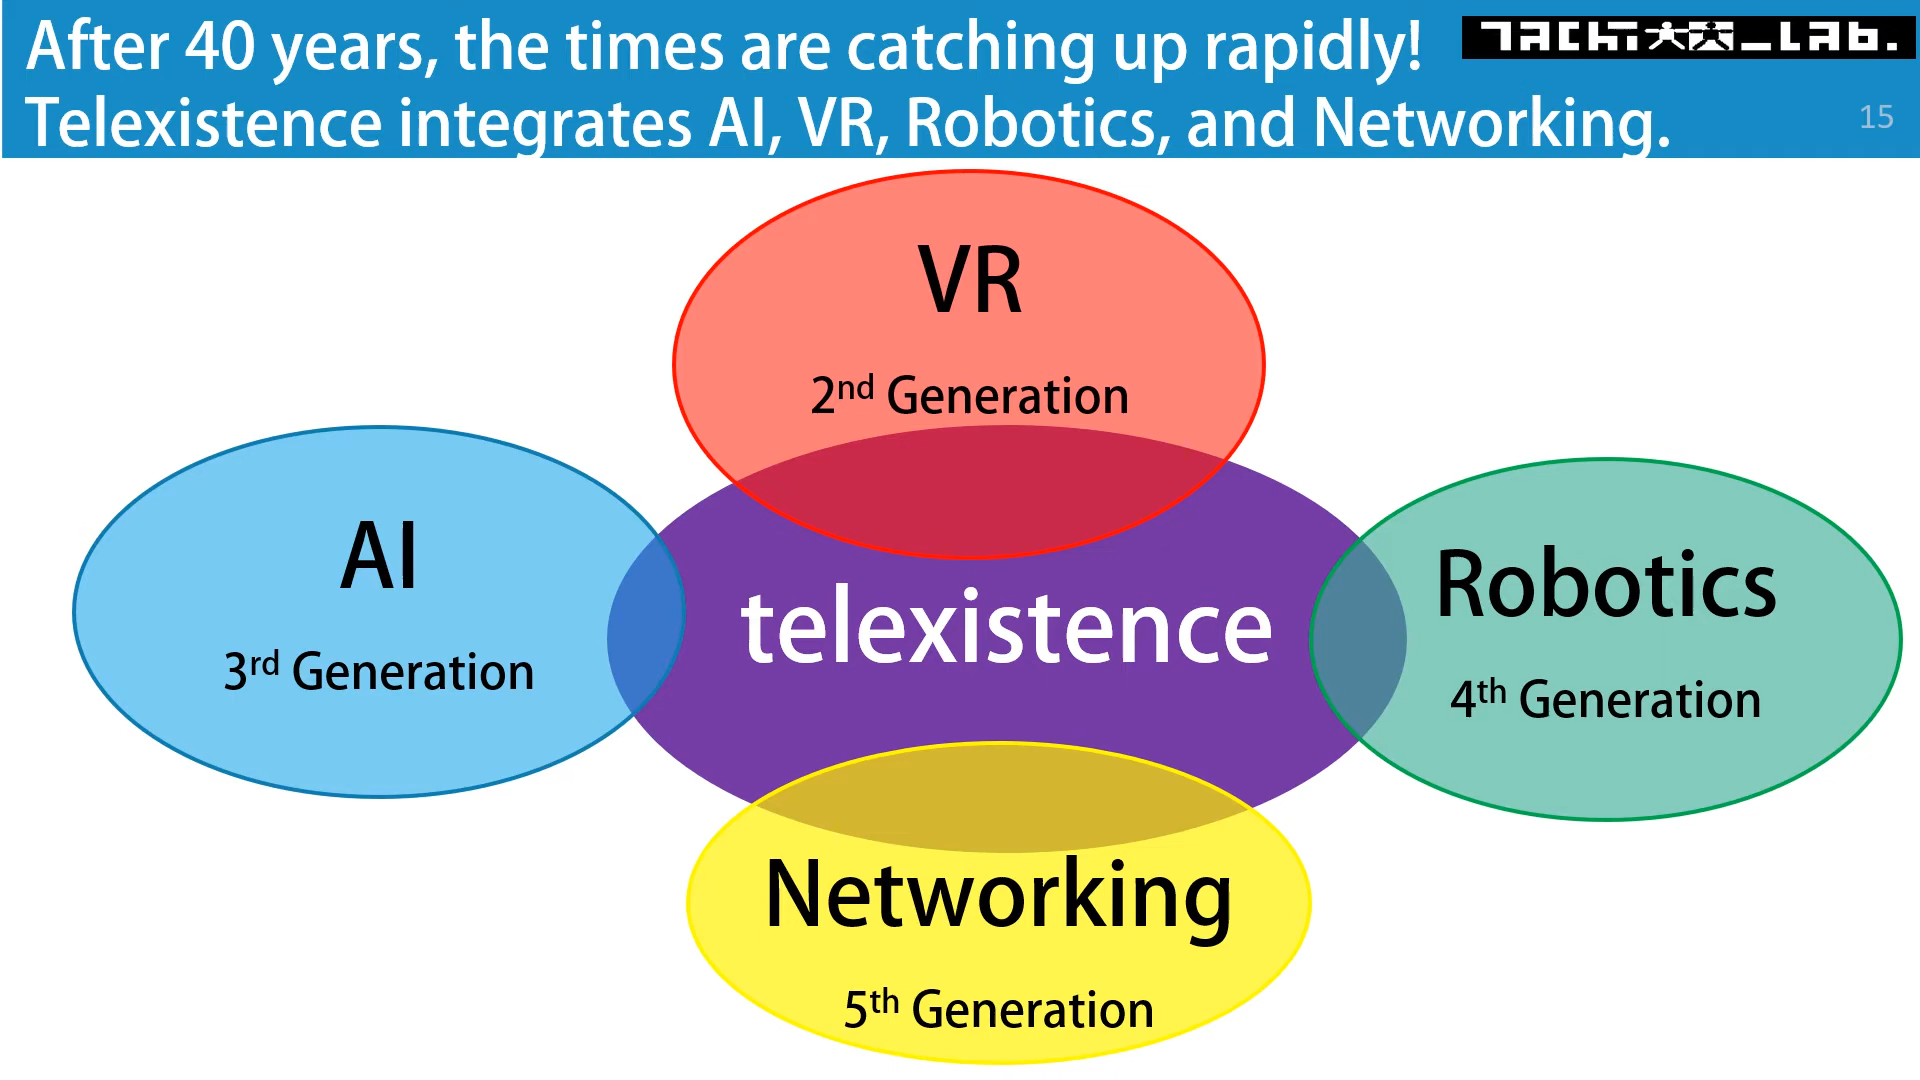 After 40 years, the times are catching up rapidly!
TACHI_LAB.
Telexistence integrates AI, VR, Robotics, and Networking.
15
VR
2nd Generation
AI
3rd Generation
telexistence
Robotics
4th Generation
Networking
5th Generation